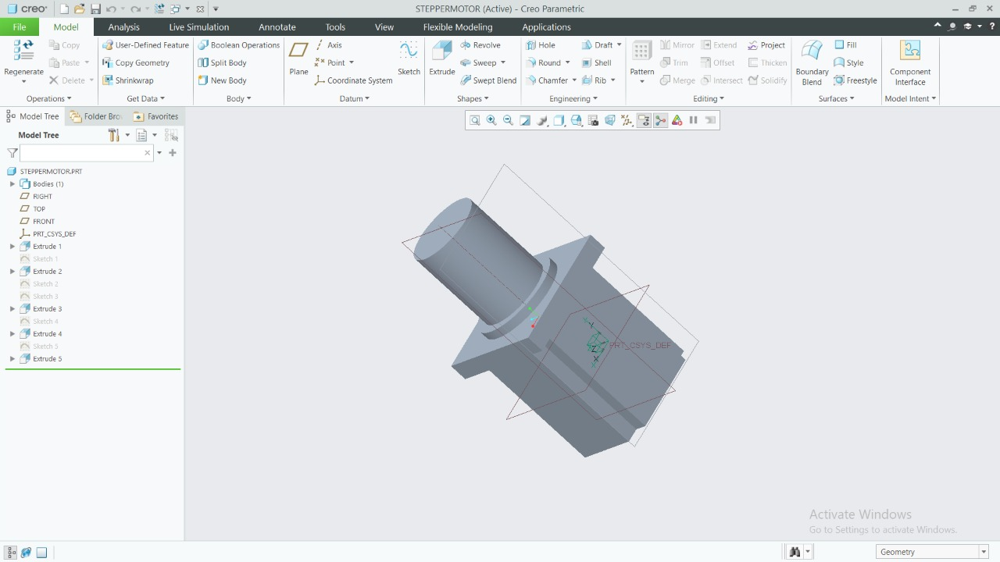 creo
STEPPERMOTOR (Active) - Creo Parametric
File Model Analysis Live Simulation Annotate Tools View Flexible Modeling Applications
Regenerate
Copy
Paste
Delete
Operations
User-Defined Feature
Copy Geometry
Shrinkwrap
Get Data
Boolean Operations
Split Body
New Body
Body
Plane
Axis
Point
Coordinate System
Sketch
Datum
Extrude
Revolve
Sweep
Swept Blend
Shapes
Hole
Round
Chamfer
Draft
Shell
Rib
Engineering
Pattern
Mirror
Trim
Merge
Extend
Offset
Intersect
Project
Thicken
Solidify
Editing
Boundary
Blend
Fill
Style
Freestyle
Surfaces
Component
Interface
Model Intent
Model Tree Folder Bro Favorites
Model Tree
STEPPERMOTOR.PRT
Bodies (1)
RIGHT
TOP
FRONT
PRT_CSYS_DEF
Extrude 1
Sketch 1
Extrude 2
Sketch 2
Sketch 3
Extrude 3
Sketch 4
Extrude 4
Sketch 5
Extrude 5
Y
PRT_CSYS_DEF
Z
X
Activate Windows
Go to Settings to activate Windows.
Geometry